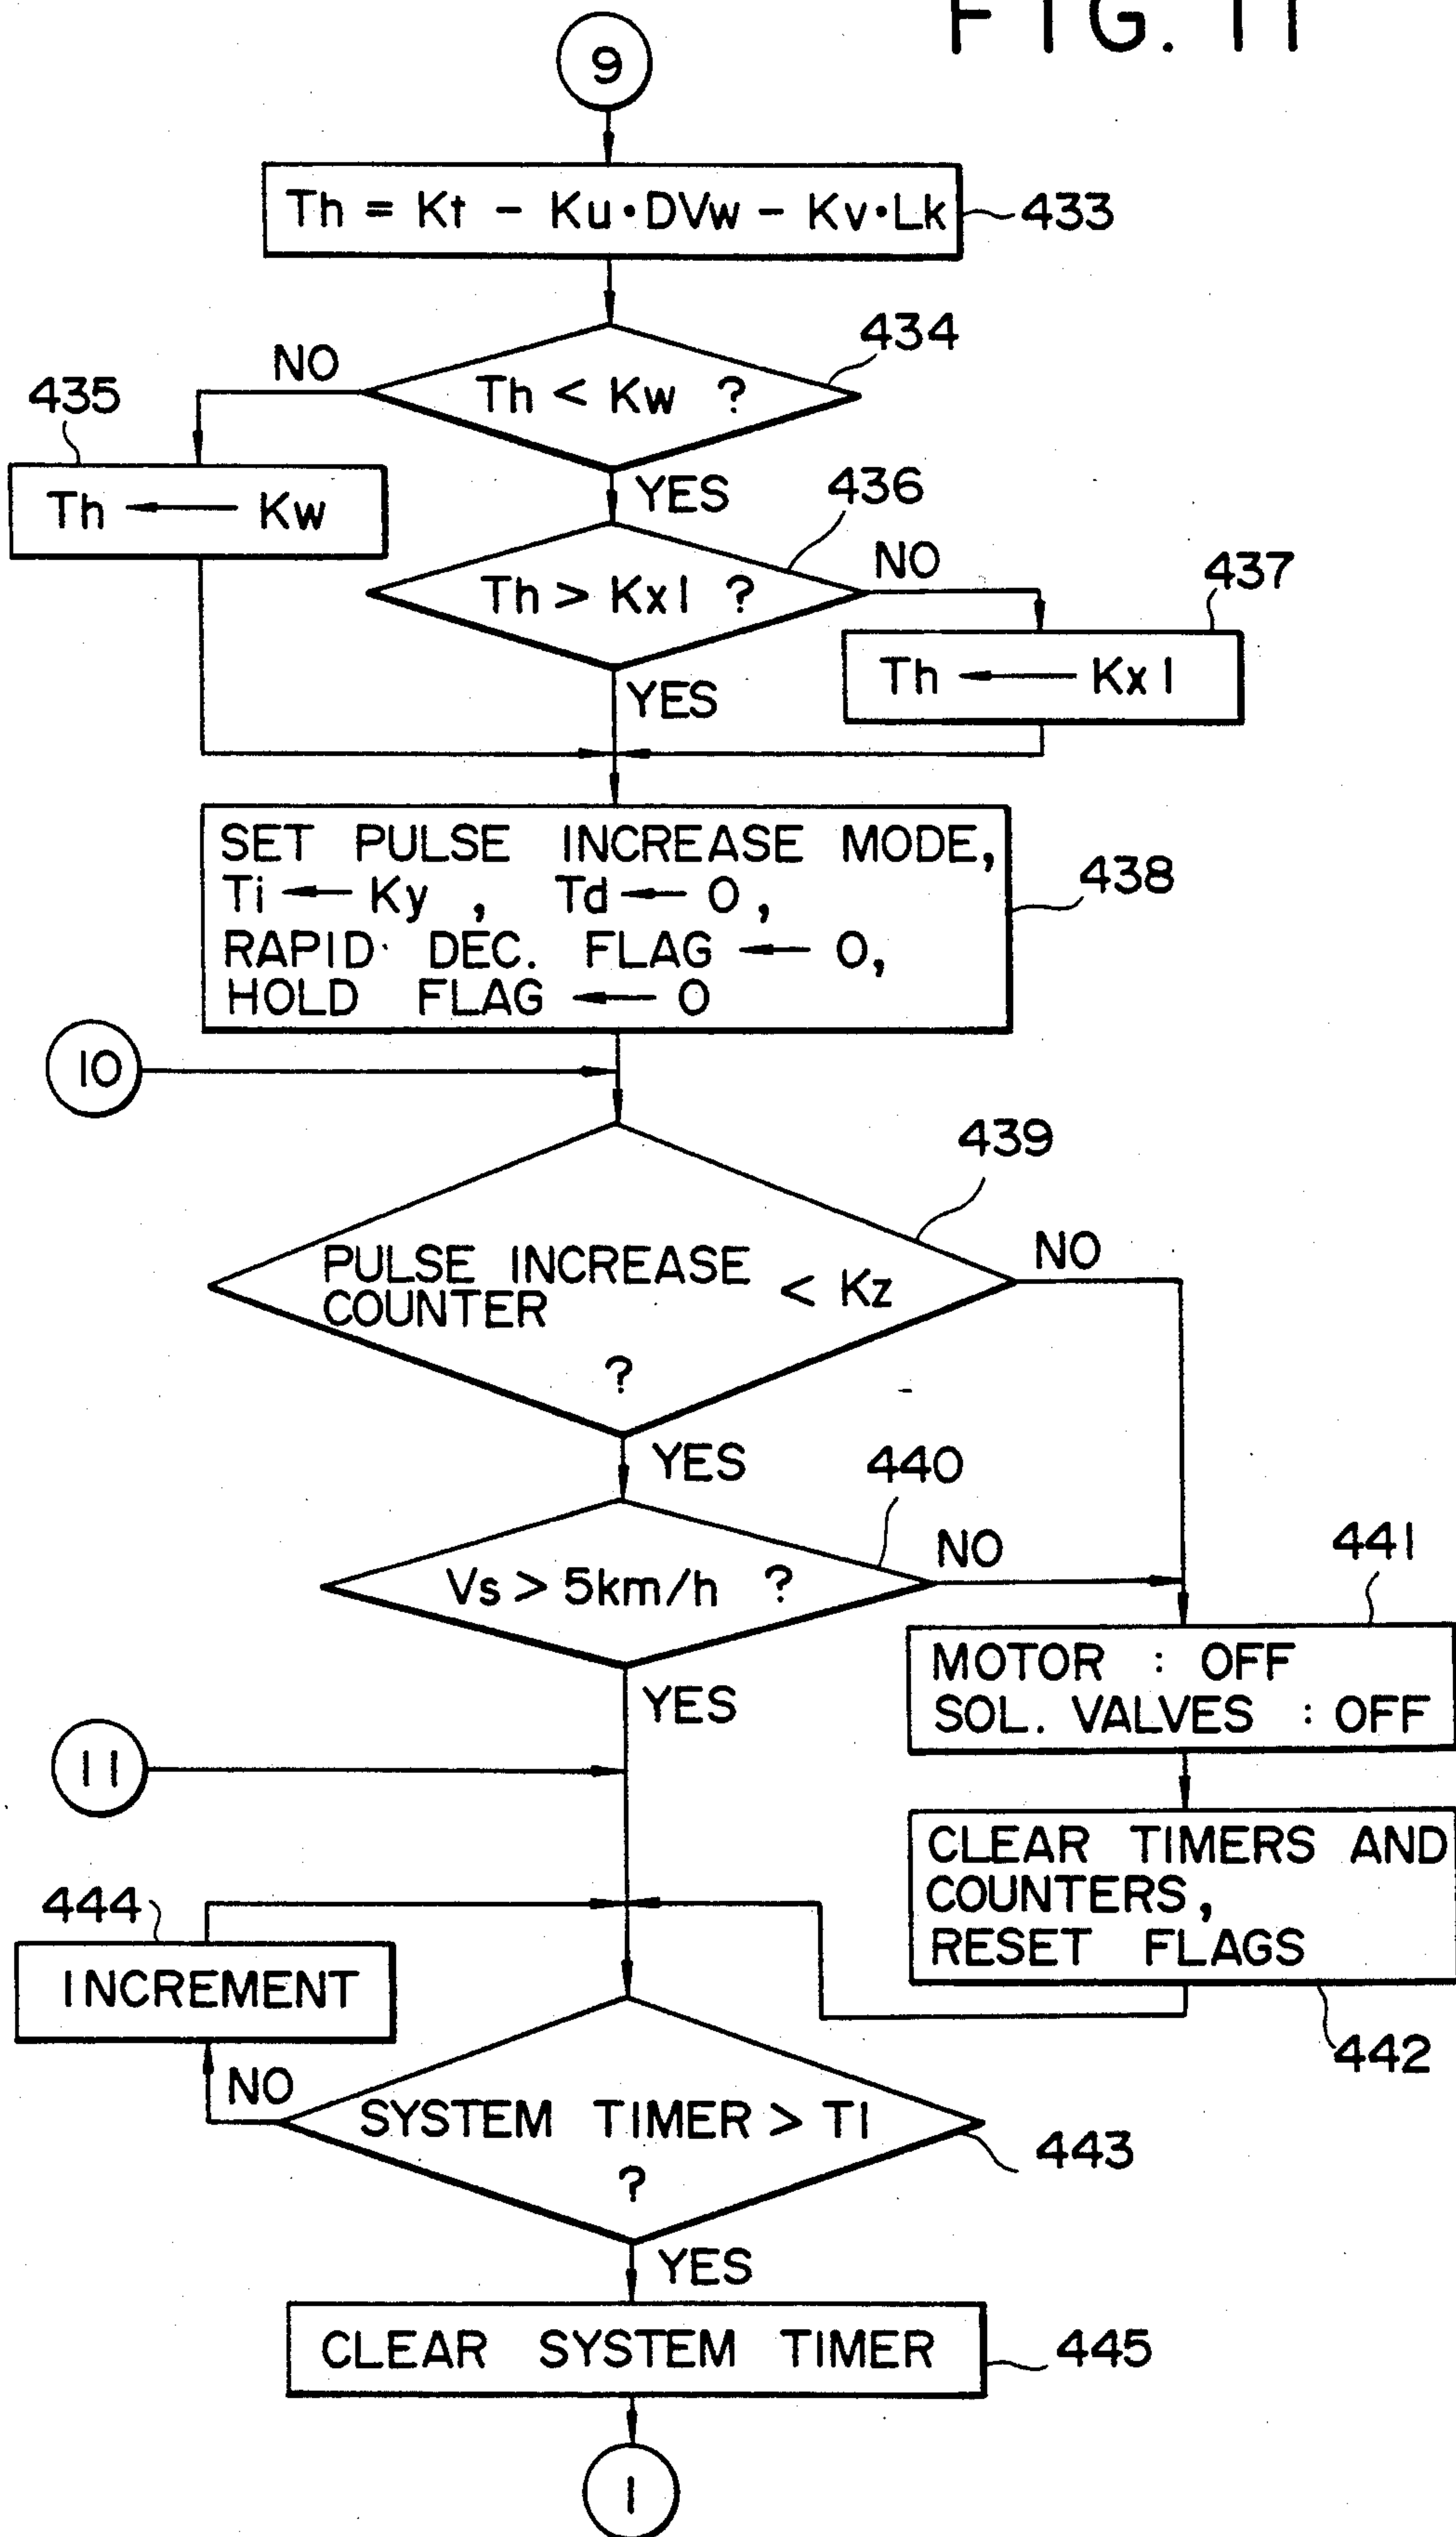 FIG. 11
9
Th = Kt - Ku·DVw - Kv·Lk
433
434
NO
Th < Kw ?
435
Th ← Kw
YES
436
Th > Kx1 ?
NO
437
Th ← Kx1
YES
SET PULSE INCREASE MODE,
Ti ← Ky , Td ← 0,
RAPID DEC. FLAG ← 0,
HOLD FLAG ← 0
438
10
439
PULSE INCREASE
COUNTER < Kz
?
NO
YES
440
Vs > 5km/h ?
NO
441
MOTOR : OFF
SOL. VALVES : OFF
YES
11
CLEAR TIMERS AND
COUNTERS,
RESET FLAGS
442
444
INCREMENT
NO
SYSTEM TIMER > T1
?
443
YES
CLEAR SYSTEM TIMER
445
1